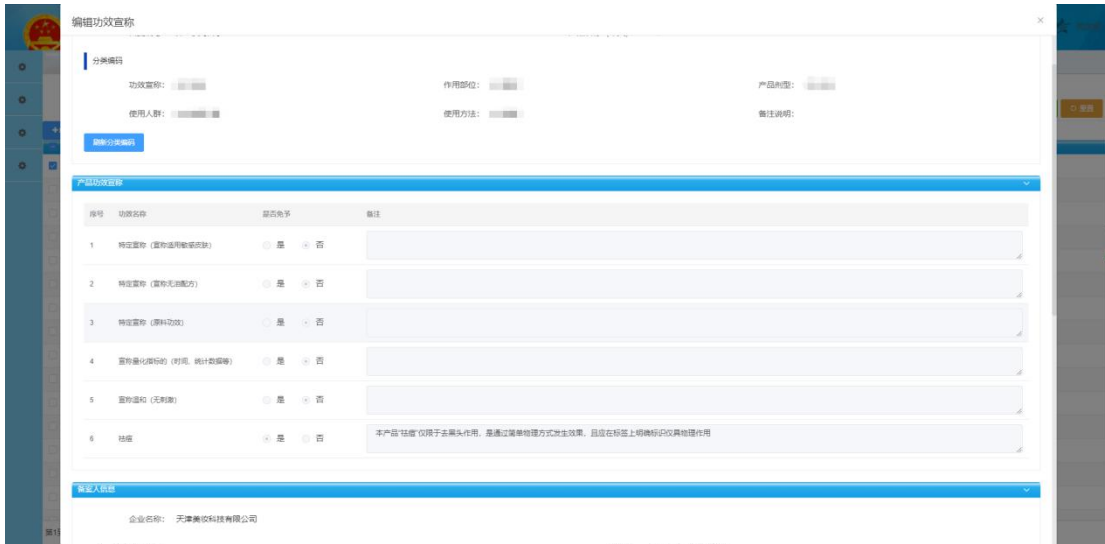 编辑功效宣称
分类编码
功效宣称：
作用部位：
产品剂型：
使用人群：
使用方法：
备注说明：
刷新分类编码
产品功效宣称
序号 功效名称 是否免予 备注
1 特定宣称（宣称适用敏感皮肤） 是 否
2 特定宣称（宣称无泪配方） 是 否
3 特定宣称（原料功效） 是 否
4 宣称量化指标的（时间、统计数据等） 是 否
5 宣称温和（无刺激） 是 否
6 祛痘 是 否 本产品“祛痘”仅限于去黑头作用，是通过简单物理方式发生效果，且应在标签上明确标识仅具物理作用
备案人信息
企业名称： 天津美妆科技有限公司